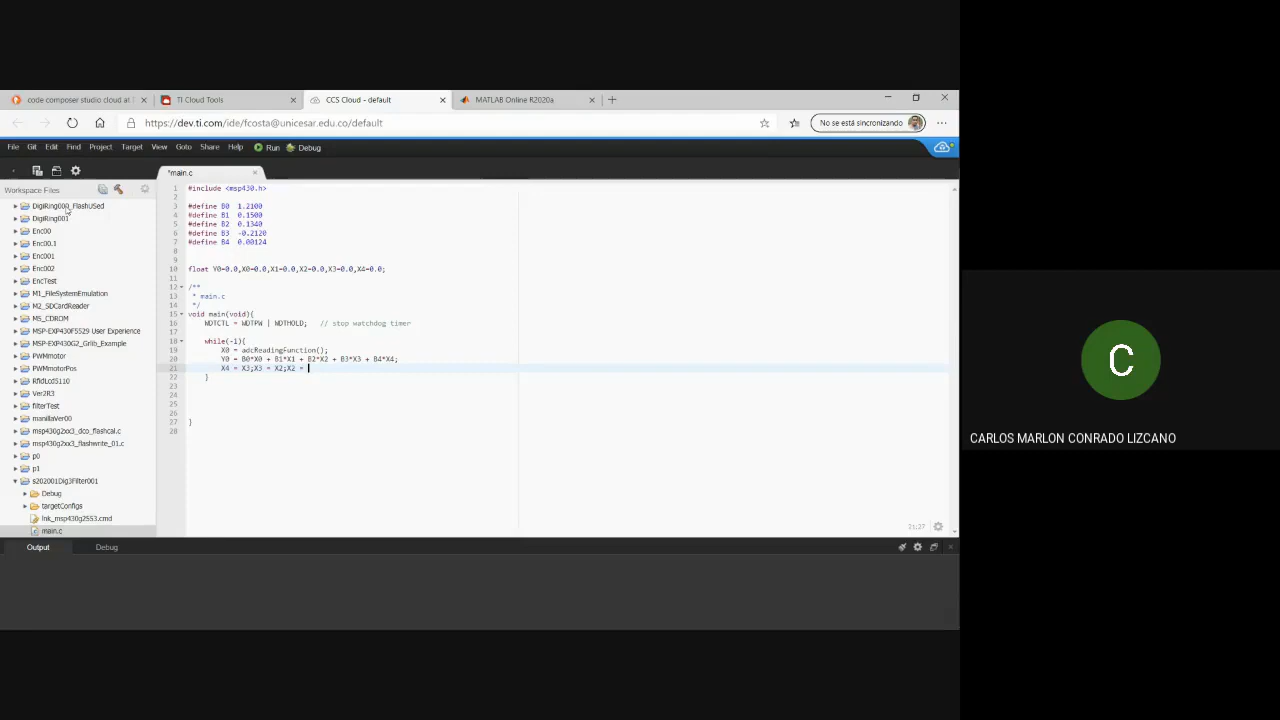 code composer studio cloud at
TI Cloud Tools
CCS Cloud - default
MATLAB Online R2020a
https://dev.ti.com/ide/fcosta@unicesar.edu.co/default
No se está sincronizando
File Git Edit Find Project Target View Goto Share Help Run Debug
*main.c
Workspace Files
DigiRing000_FlashUSed
DigiRing001
Enc00
Enc00.1
Enc001
Enc002
EncTest
M1_FileSystemEmulation
M2_SDCardReader
M5_CDROM
MSP-EXP430F5529 User Experience
MSP-EXP430G2_Grlib_Example
PWMmotor
PWMmotorPos
RfidLcd5110
Ver2R3
filterTest
manillaVer00
msp430g2xx3_dco_flashcal.c
msp430g2xx3_flashwrite_01.c
p0
p1
s202001Dig3Filter001
Debug
targetConfigs
lnk_msp430g2553.cmd
main.c
1 #include <msp430.h>
2
3 #define B0 1.2100
4 #define B1 0.1500
5 #define B2 0.1340
6 #define B3 -0.2120
7 #define B4 0.00124
8
9
10 float Y0=0.0,X0=0.0,X1=0.0,X2=0.0,X3=0.0,X4=0.0;
11
12 /**
13 * main.c
14 */
15 void main(void){
16 WDTCTL = WDTPW | WDTHOLD; // stop watchdog timer
17
18 while(-1){
19 X0 = adcReadingFunction();
20 Y0 = B0*X0 + B1*X1 + B2*X2 + B3*X3 + B4*X4;
21 X4 = X3;X3 = X2;X2 =
22 }
23
24
25
26
27 }
28
21:27
Output Debug
C
CARLOS MARLON CONRADO LIZCANO